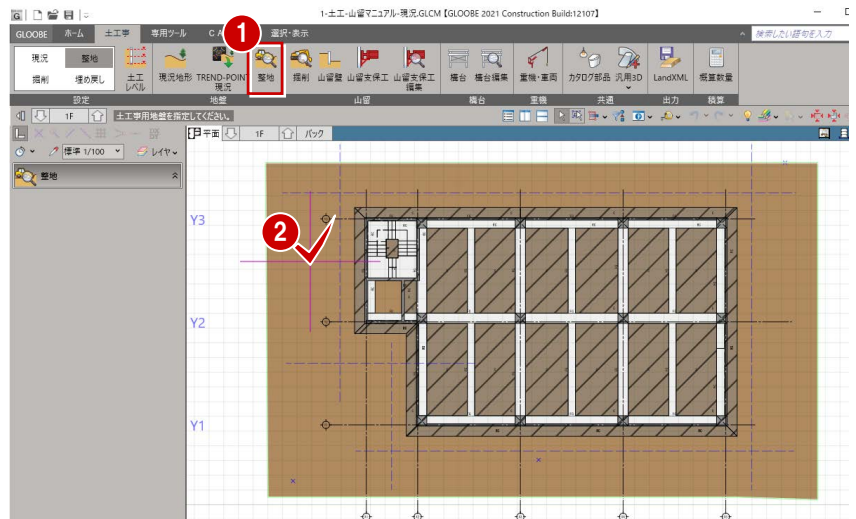 1-土工-山留マニュアル-現況.GLCM【GLOOBE 2021 Construction Build:12107】
GLOOBE ホーム 土工事 専用ツール C A 選択・表示 検索したい語句を入力
1
現況 整地
掘削 埋め戻し
土工レベル
現況地形
TREND-POINT現況
整地
掘削
山留壁
山留支保工
山留支保工編集
構台
構台編集
重機・車両
カタログ部品
汎用3D
LandXML
概算数量
設定 地盤 山留 構台 重機 共通 出力 積算
1F 土工事用地盤を指定してください。
平面 1F パック
標準 1/100 レイヤ
整地
2
Y3
Y2
Y1